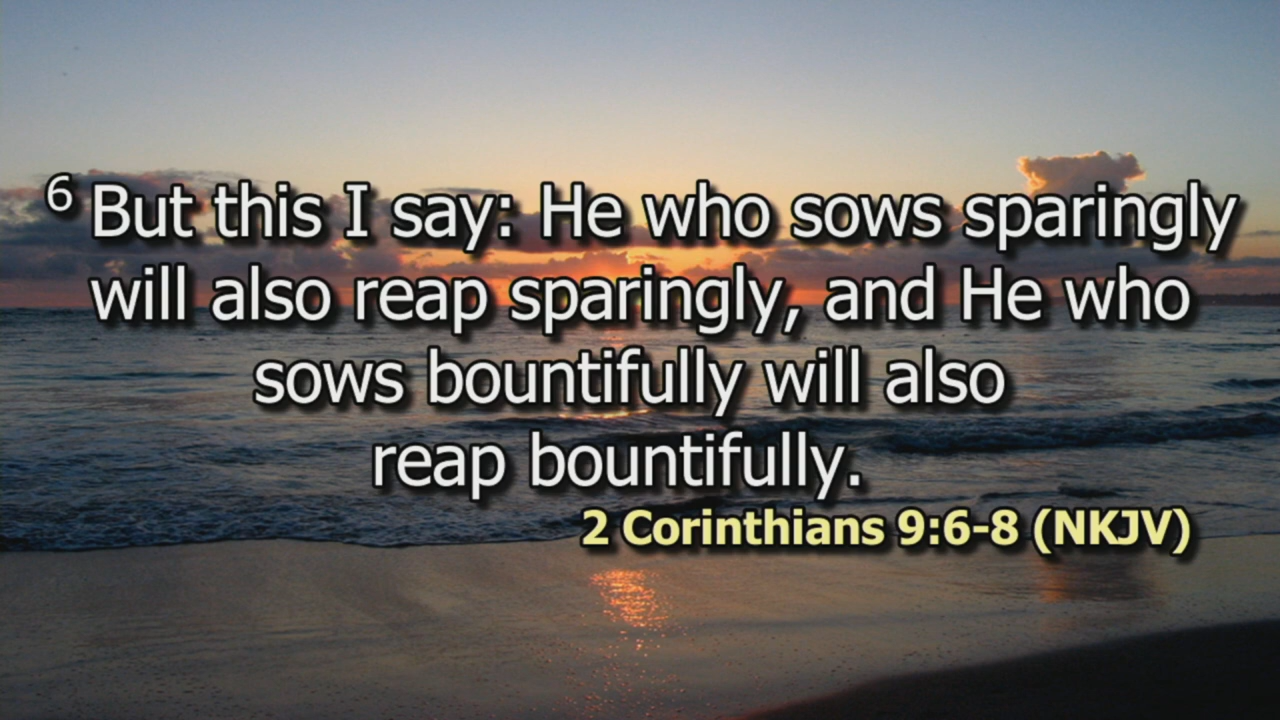 6 But this I say: He who sows sparingly
will also reap sparingly, and He who
sows bountifully will also
reap bountifully.
2 Corinthians 9:6-8 (NKJV)